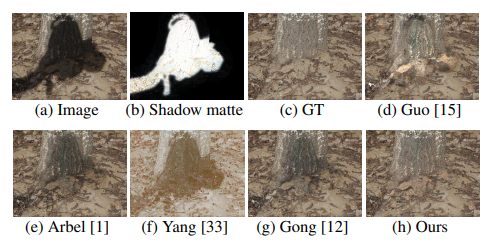 (a) Image (b) Shadow matte (c) GT (d) Guo [15]
(e) Arbel [1] (f) Yang [33] (g) Gong [12] (h) Ours